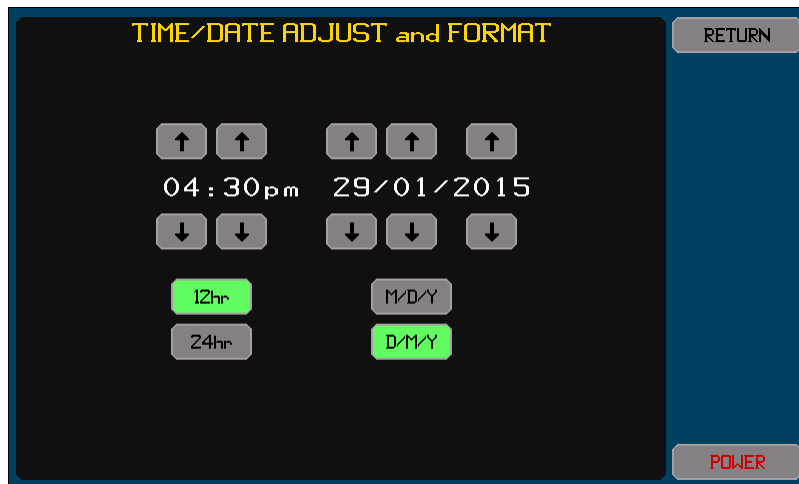 TIME/DATE ADJUST and FORMAT
RETURN
04:30pm 29/01/2015
12hr
M/D/Y
24hr
D/M/Y
POWER